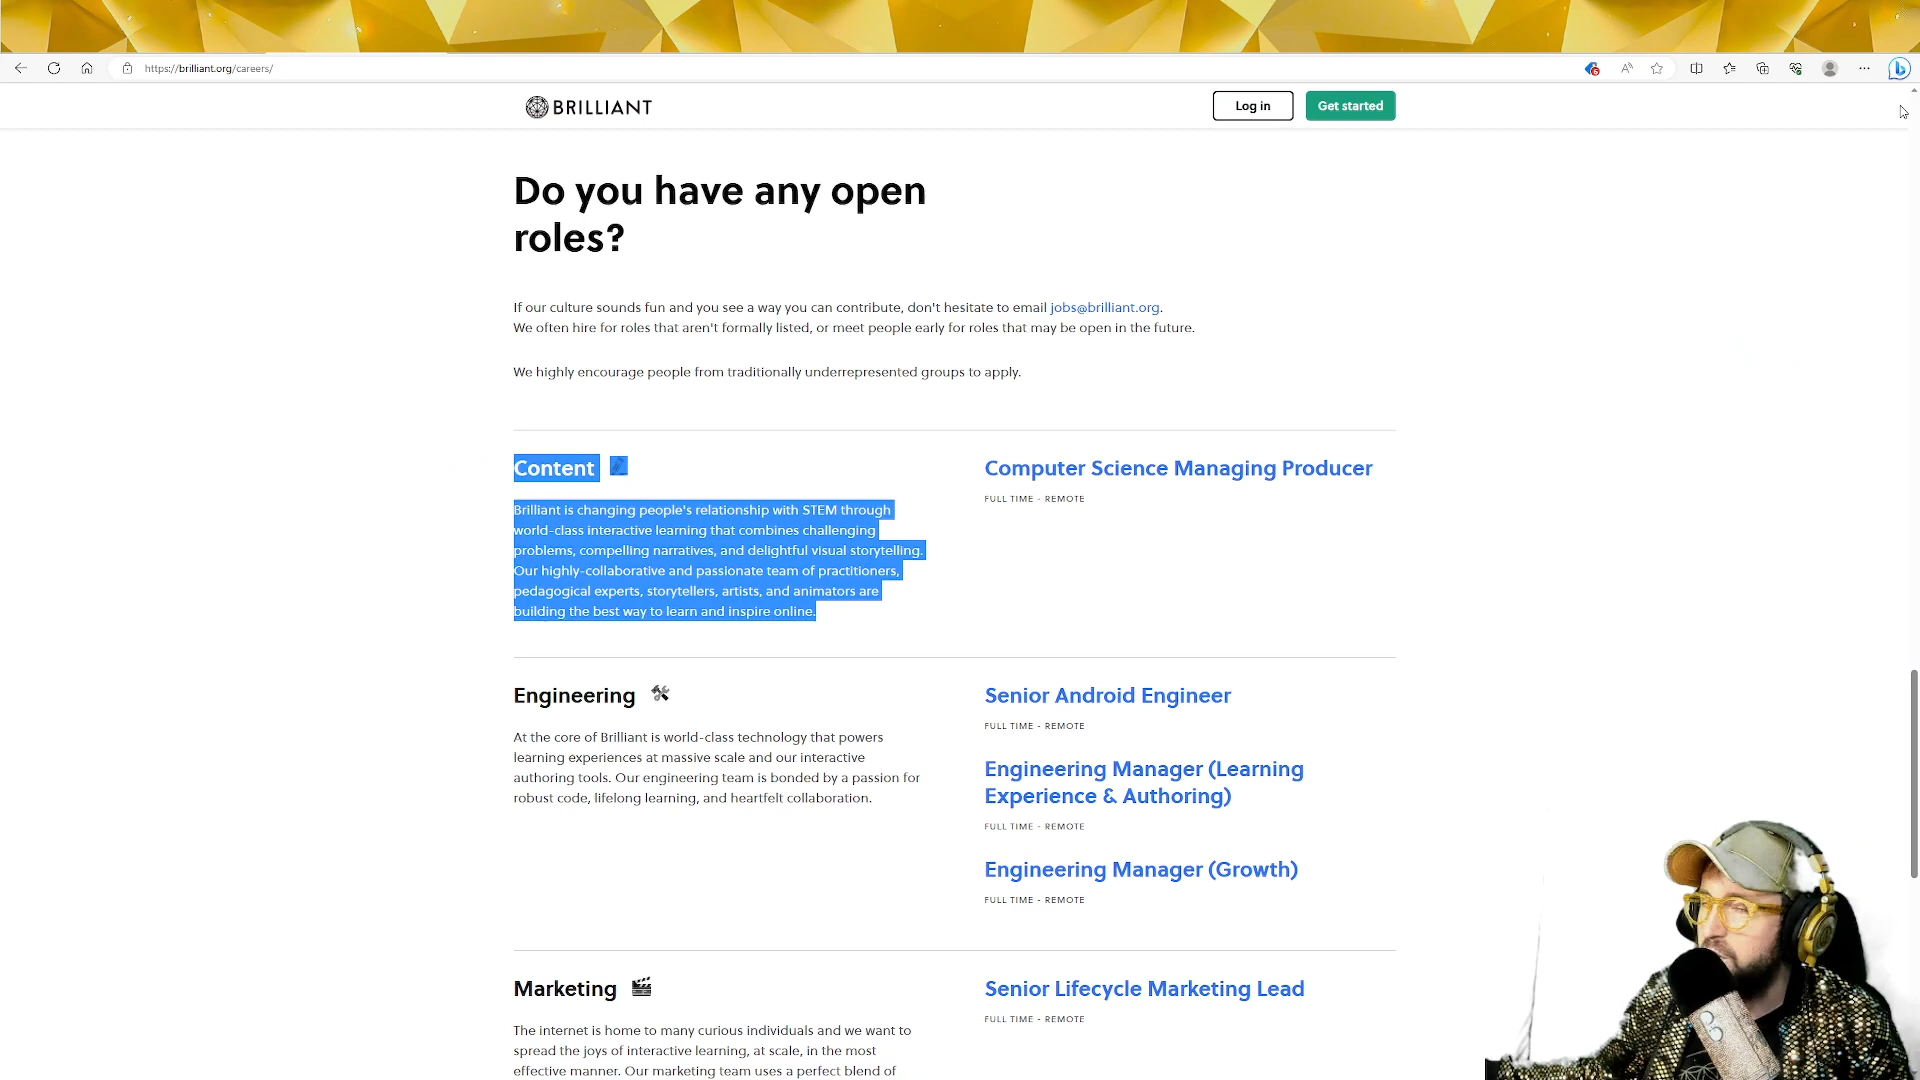 https://brilliant.org/careers/
BRILLIANT
Log in
Get started
Do you have any open
roles?
If our culture sounds fun and you see a way you can contribute, don't hesitate to email jobs@brilliant.org.
We often hire for roles that aren't formally listed, or meet people early for roles that may be open in the future.
We highly encourage people from traditionally underrepresented groups to apply.
Content
Brilliant is changing people's relationship with STEM through
world-class interactive learning that combines challenging
problems, compelling narratives, and delightful visual storytelling.
Our highly-collaborative and passionate team of practitioners,
pedagogical experts, storytellers, artists, and animators are
building the best way to learn and inspire online.
Computer Science Managing Producer
FULL TIME - REMOTE
Engineering
At the core of Brilliant is world-class technology that powers
learning experiences at massive scale and our interactive
authoring tools. Our engineering team is bonded by a passion for
robust code, lifelong learning, and heartfelt collaboration.
Senior Android Engineer
FULL TIME - REMOTE
Engineering Manager (Learning
Experience & Authoring)
FULL TIME - REMOTE
Engineering Manager (Growth)
FULL TIME - REMOTE
Marketing
The internet is home to many curious individuals and we want to
spread the joys of interactive learning, at scale, in the most
effective manner. Our marketing team uses a perfect blend of
Senior Lifecycle Marketing Lead
FULL TIME - REMOTE